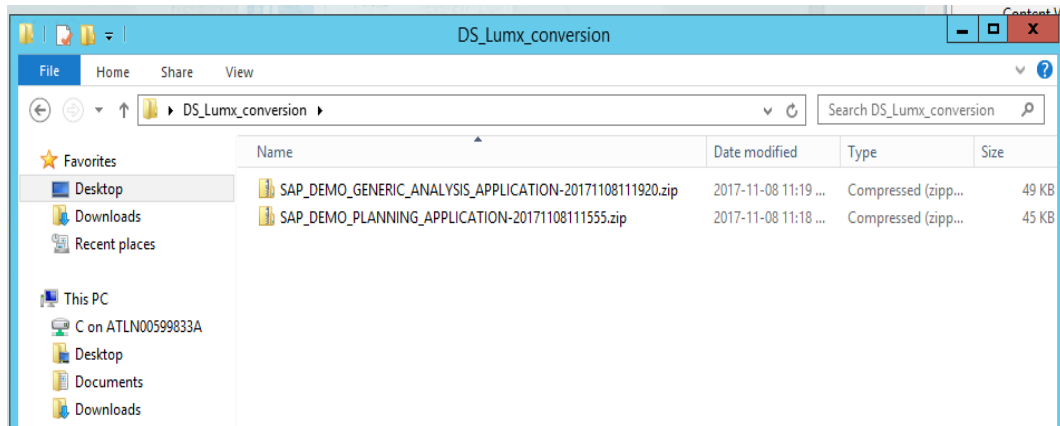 Content V
DS_Lumx_conversion
x
File Home Share View
DS_Lumx_conversion
Search DS_Lumx_conversion
Favorites
Desktop
Downloads
Recent places
This PC
C on ATLN00599833A
Desktop
Documents
Downloads
Name Date modified Type Size
SAP_DEMO_GENERIC_ANALYSIS_APPLICATION-20171108111920.zip 2017-11-08 11:19 ... Compressed (zipp... 49 KB
SAP_DEMO_PLANNING_APPLICATION-20171108111555.zip 2017-11-08 11:18 ... Compressed (zipp... 45 KB